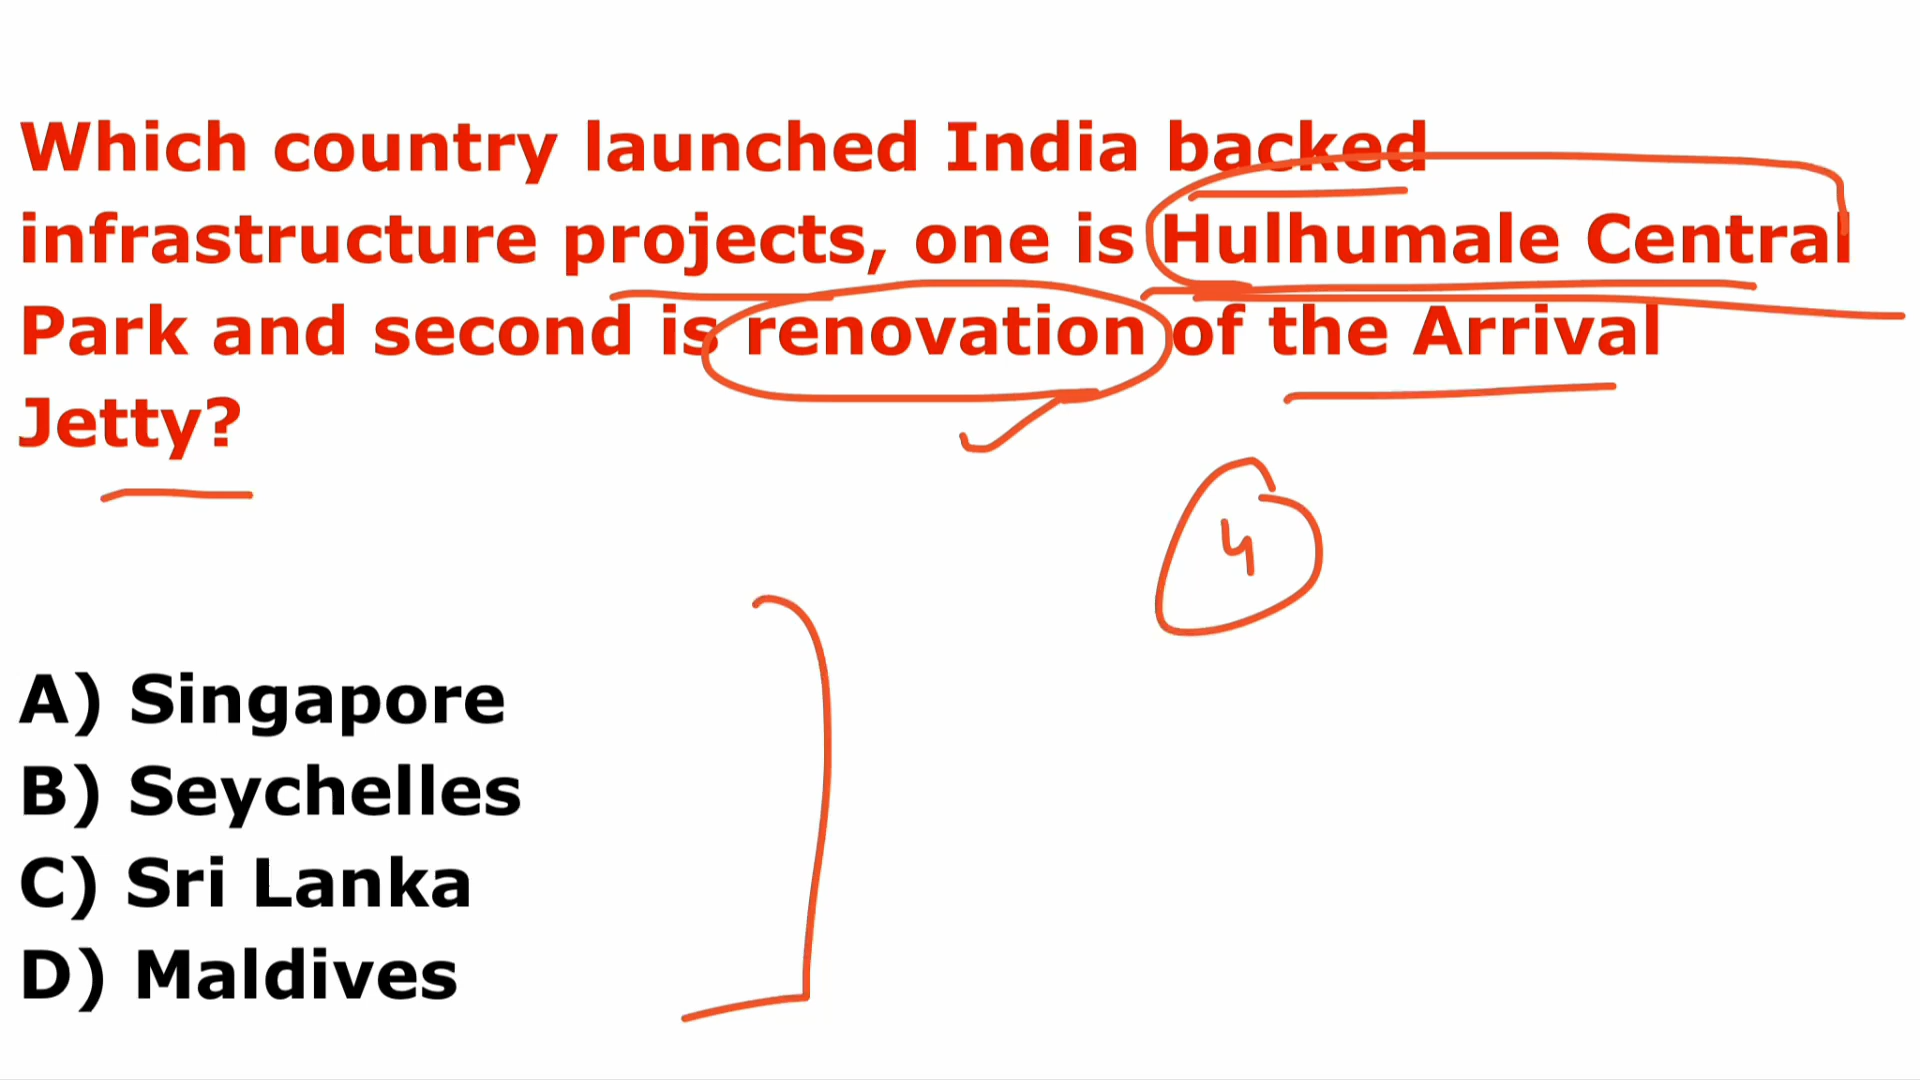 Which country launched India backed
infrastructure projects, one is Hulhumale Central
Park and second is renovation of the Arrival
Jetty?
4
A) Singapore
B) Seychelles
C) Sri Lanka
D) Maldives